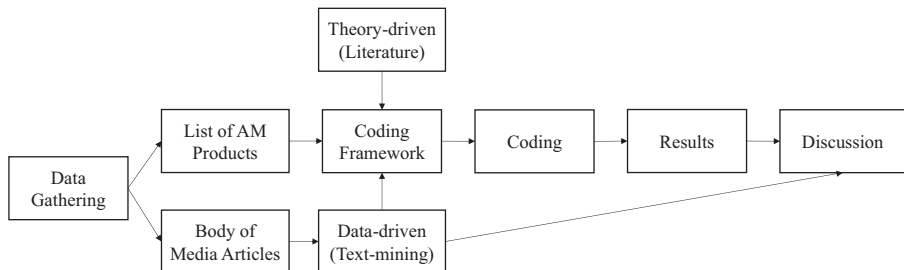 Theory-driven
(Literature)
List of AM
Products
Coding
Framework
Coding
Results
Discussion
Data
Gathering
Body of
Media Articles
Data-driven
(Text-mining)